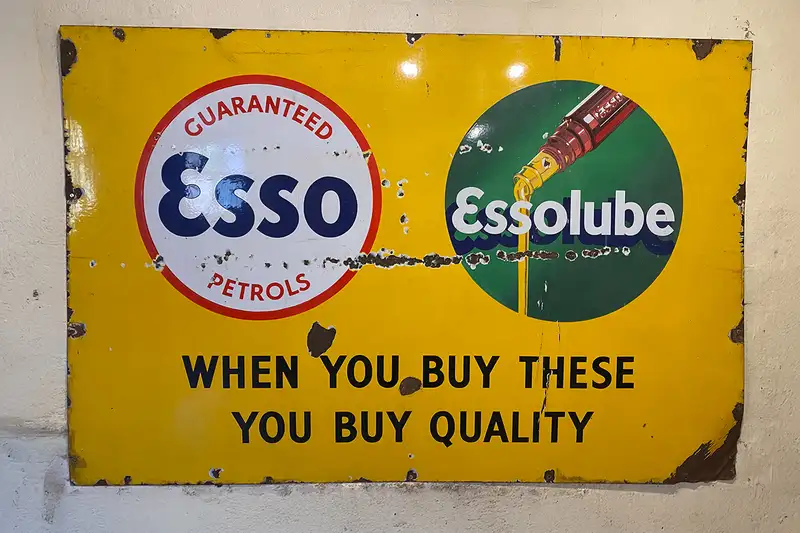 GUARANTEED
Esso
PETROLS
Essolube
WHEN YOU BUY THESE
YOU BUY QUALITY